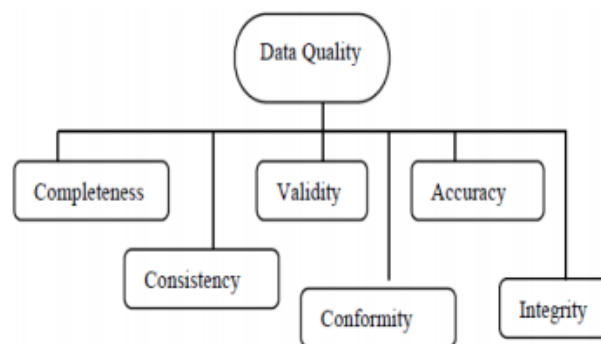 Data Quality
Completeness
Validity
Accuracy
Consistency
Integrity
Conformity